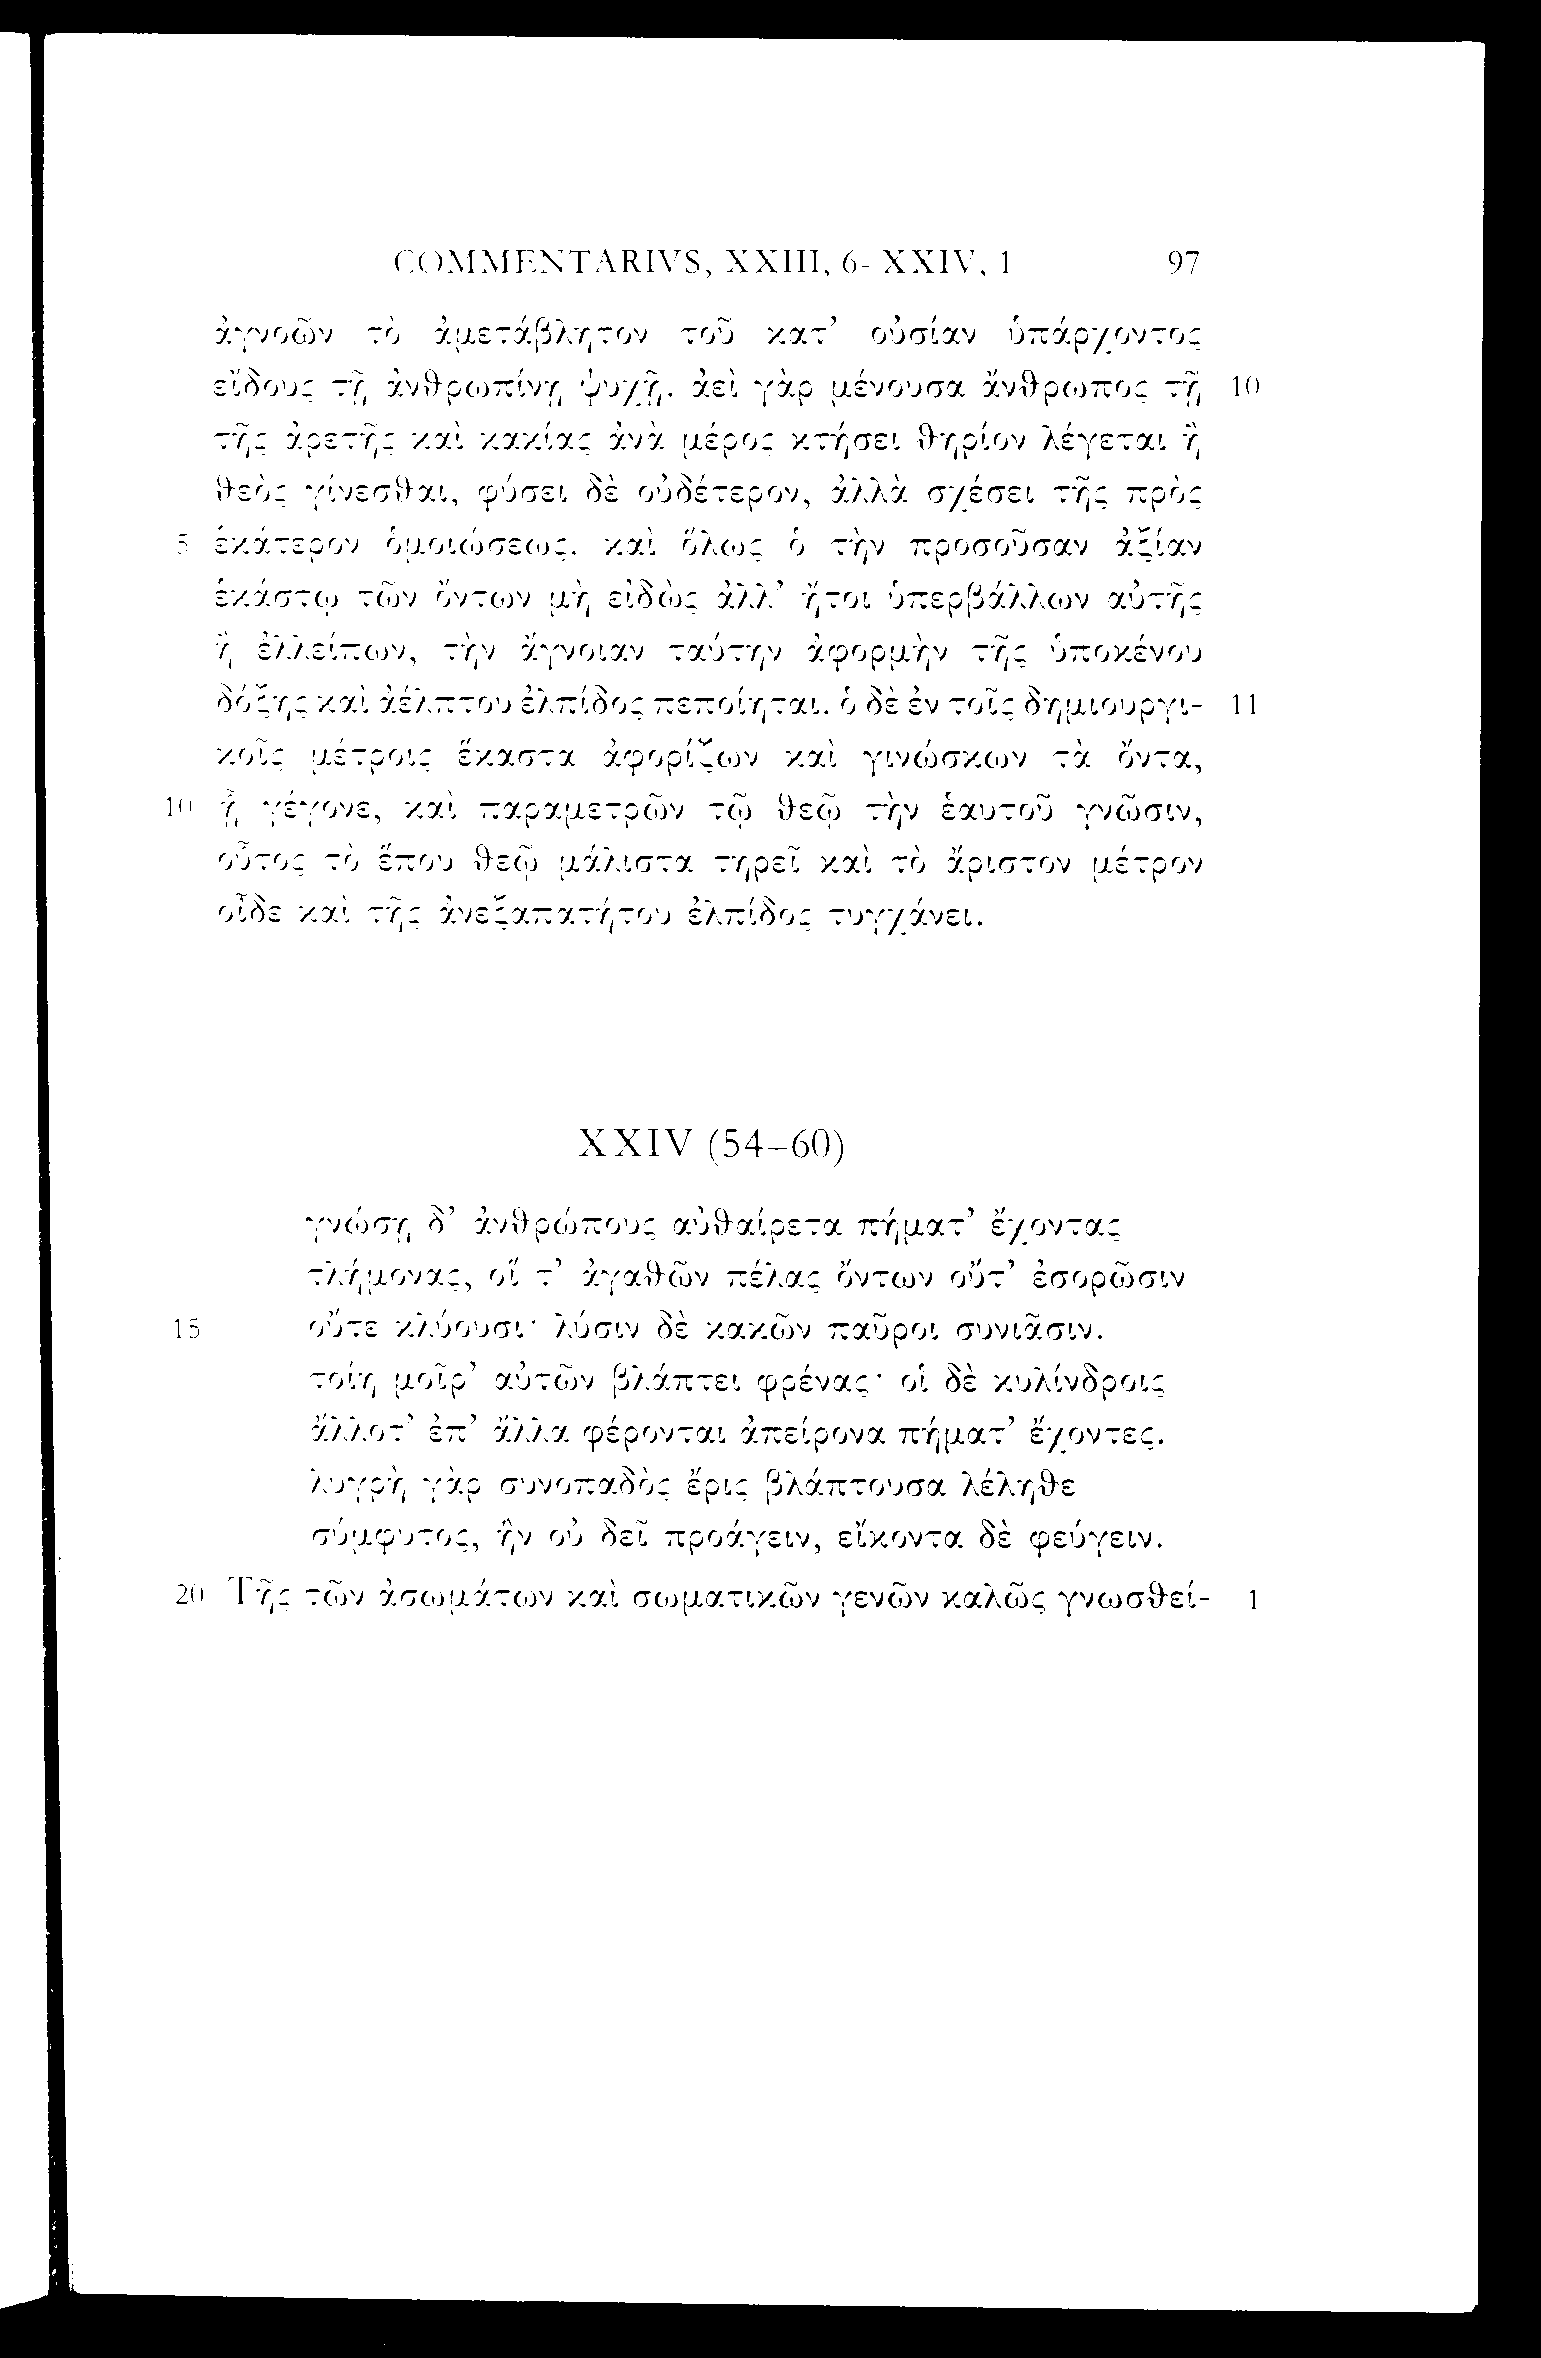 COMMENTARIVS, XXIII, 6- XXIV, 1 97
ἀγνοῶν τὸ ἀμετάβλητον τοῦ κατ’ οὐσίαν ὑπάρχοντος
εἴδους τῇ ἀνθρωπίνῃ ψυχῇ. ἀεὶ γὰρ μένουσα ἄνθρωπος τῇ 10
τῆς ἀρετῆς καὶ κακίας ἀνὰ μέρος κτήσει θηρίον λέγεται ἢ
θεὸς γίνεσθαι, φύσει δὲ οὐδέτερον, ἀλλὰ σχέσει τῆς πρὸς
5 ἑκάτερον ὁμοιώσεως. καὶ ὅλως ὁ τὴν προσοῦσαν ἀξίαν
ἑκάστῳ τῶν ὄντων μὴ εἰδὼς ἀλλ’ ἤτοι ὑπερβάλλων αὐτῆς
ἢ ἐλλείπων, τὴν ἄγνοιαν ταύτην ἀφορμὴν τῆς ὑποκένου
δόξης καὶ ἀέλπτου ἐλπίδος πεποίηται. ὁ δὲ ἐν τοῖς δημιουργι- 11
κοῖς μέτροις ἕκαστα ἀφορίζων καὶ γινώσκων τὰ ὄντα,
10 ᾗ γέγονε, καὶ παραμετρῶν τῷ θεῷ τὴν ἑαυτοῦ γνῶσιν,
οὗτος τὸ ἕπου θεῷ μάλιστα τηρεῖ καὶ τὸ ἄριστον μέτρον
οἶδε καὶ τῆς ἀνεξαπατήτου ἐλπίδος τυγχάνει.
XXIV (54–60)
γνώσῃ δ’ ἀνθρώπους αὐθαίρετα πήματ’ ἔχοντας
τλήμονας, οἵ τ’ ἀγαθῶν πέλας ὄντων οὔτ’ ἐσορῶσιν
15 οὔτε κλύουσι· λύσιν δὲ κακῶν παῦροι συνιᾶσιν.
τοίη μοῖρ’ αὐτῶν βλάπτει φρένας· οἱ δὲ κυλίνδροις
ἄλλοτ’ ἐπ’ ἄλλα φέρονται ἀπείρονα πήματ’ ἔχοντες.
λυγρὴ γὰρ συνοπαδὸς ἔρις βλάπτουσα λέληθε
σύμφυτος, ἣν οὐ δεῖ προάγειν, εἴκοντα δὲ φεύγειν.
20 Τῆς τῶν ἀσωμάτων καὶ σωματικῶν γενῶν καλῶς γνωσθεί- 1